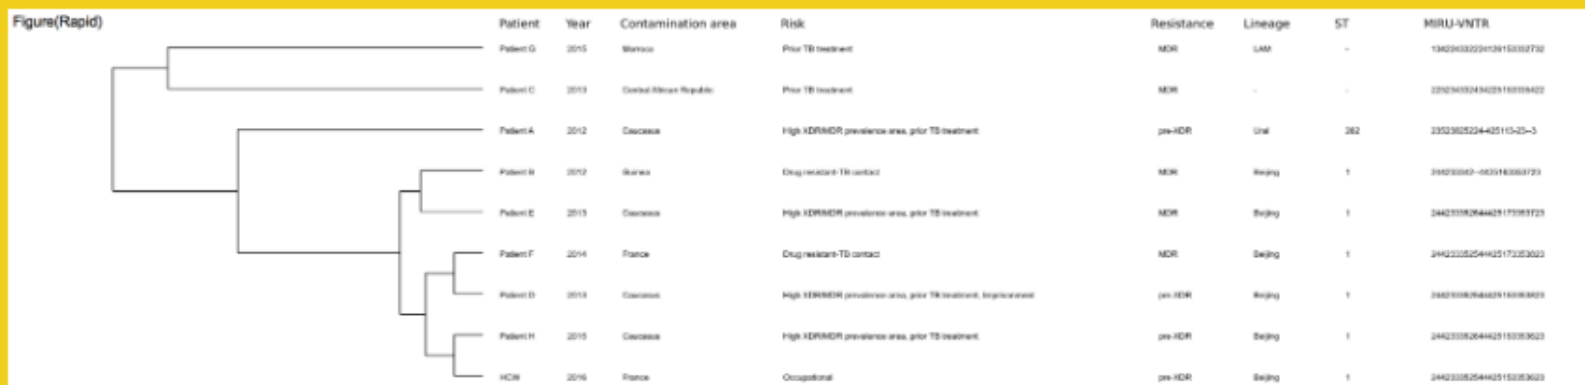 Figure(Rapid)
Patient Year Contamination area Risk Resistance Lineage ST MIRU-VNTR
Patient G 2015 Morroco Prior TB treatment MDR LAM -
Patient C 2013 Central African Republic Prior TB treatment MDR - -
Patient A 2012 Caucasus High XDR/MDR prevalence area, prior TB treatment pre-XDR Ural 262
Patient B 2012 Guinea Drug resistant-TB contact MDR Beijing 1
Patient E 2013 Caucasus High XDR/MDR prevalence area, prior TB treatment MDR Beijing 1
Patient F 2014 France Drug resistant-TB contact MDR Beijing 1
Patient D 2013 Caucasus High XDR/MDR prevalence area, prior TB treatment, Imprisonment pre-XDR Beijing 1
Patient H 2015 Caucasus High XDR/MDR prevalence area, prior TB treatment pre-XDR Beijing 1
HCW 2016 France Occupational pre-XDR Beijing 1